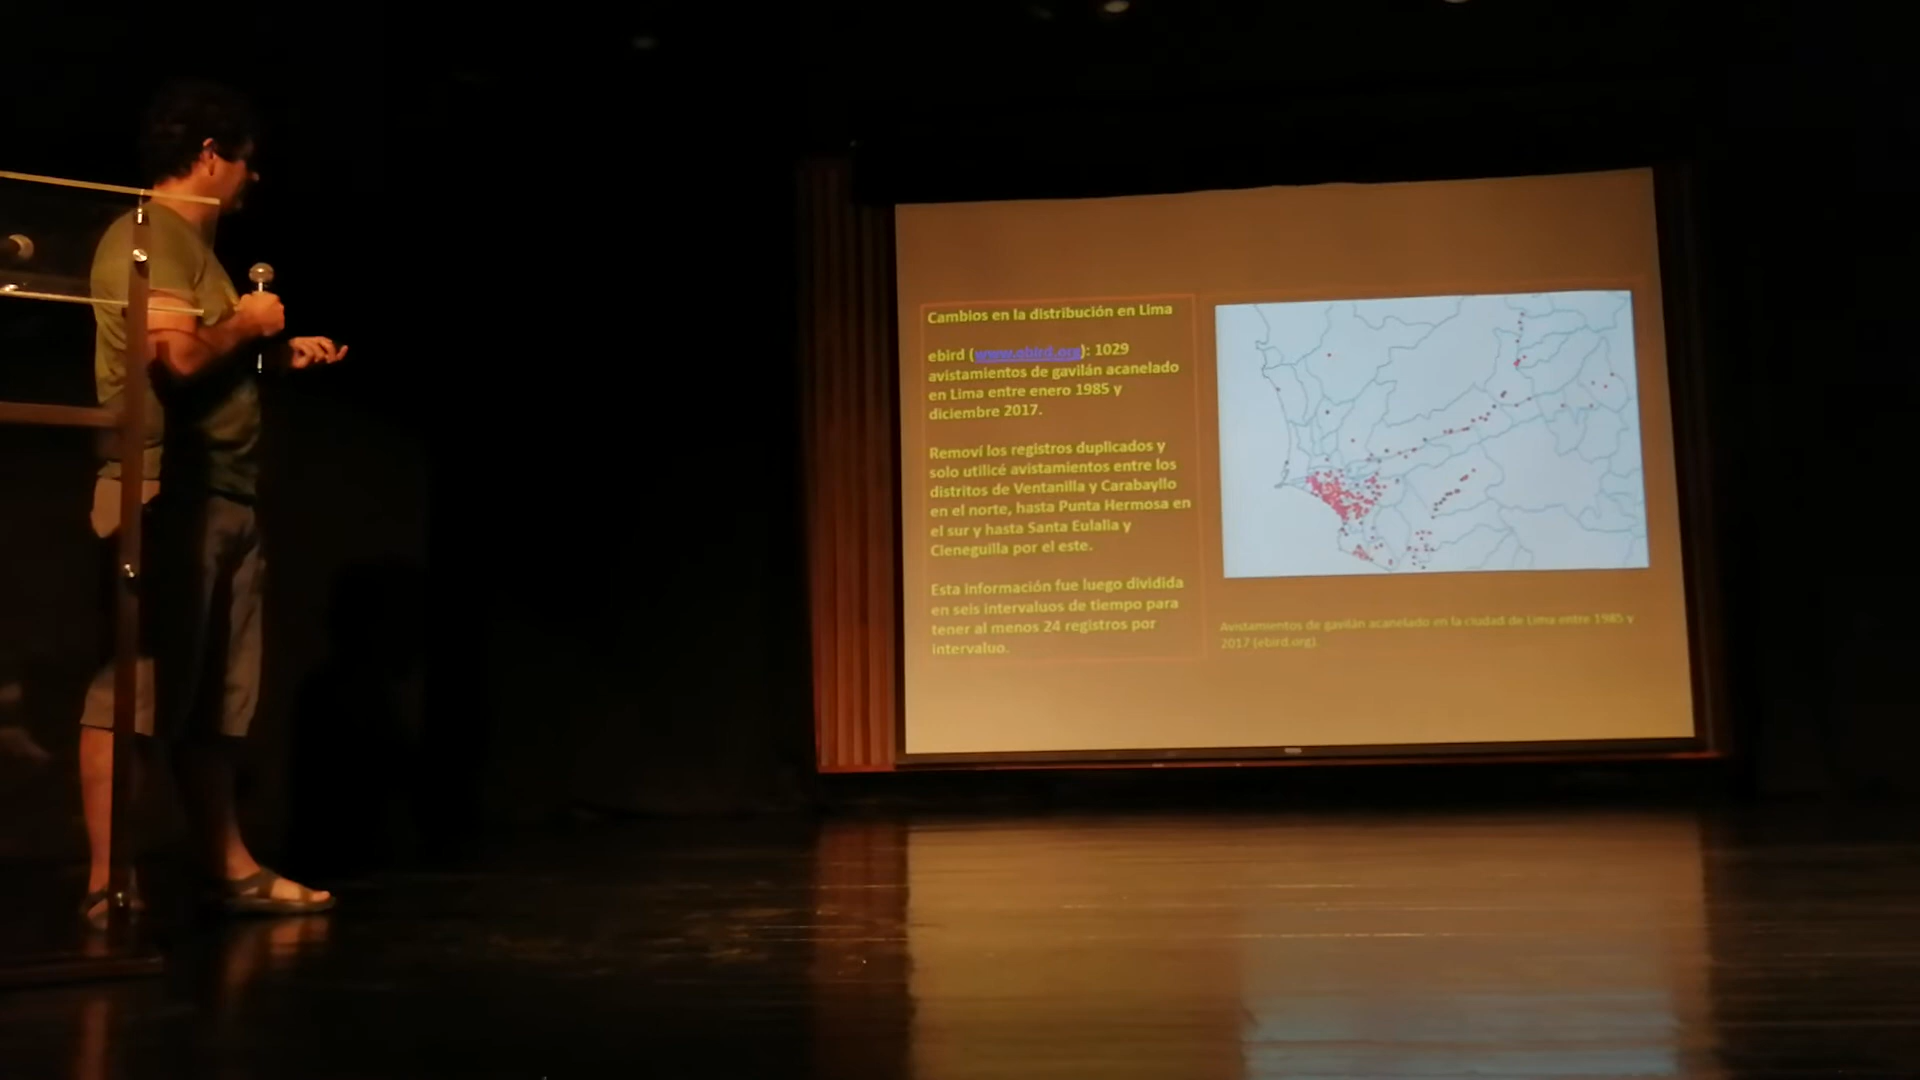 Cambios en la distribución en Lima
ebird (www.ebird.org): 1029
avistamientos de gavilán acanelado
en Lima entre enero 1985 y
diciembre 2017.
Removí los registros duplicados y
solo utilicé avistamientos entre los
distritos de Ventanilla y Carabayllo
en el norte, hasta Punta Hermosa en
el sur y hasta Santa Eulalia y
Cieneguilla por el este.
Esta información fue luego dividida
en seis intervaluos de tiempo para
tener al menos 24 registros por
intervaluo.
Avistamientos de gavilán acanelado en la ciudad de Lima entre 1985 y
2017 (ebird.org).